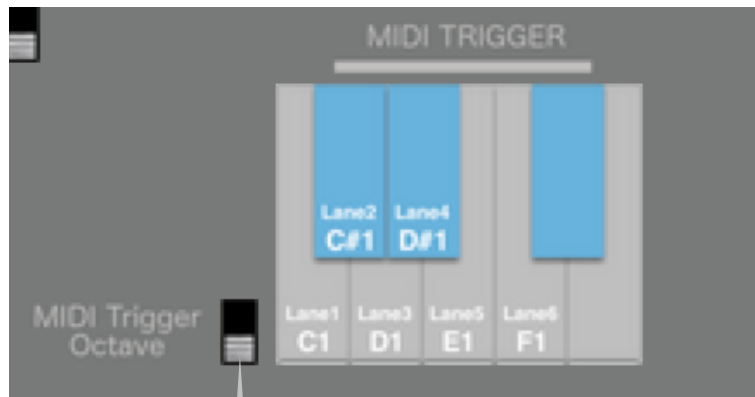 MIDI TRIGGER
Lane2 Lane4
C#1 D#1
MIDI Trigger
Octave
Lane1 Lane3 Lane5 Lane6
C1 D1 E1 F1